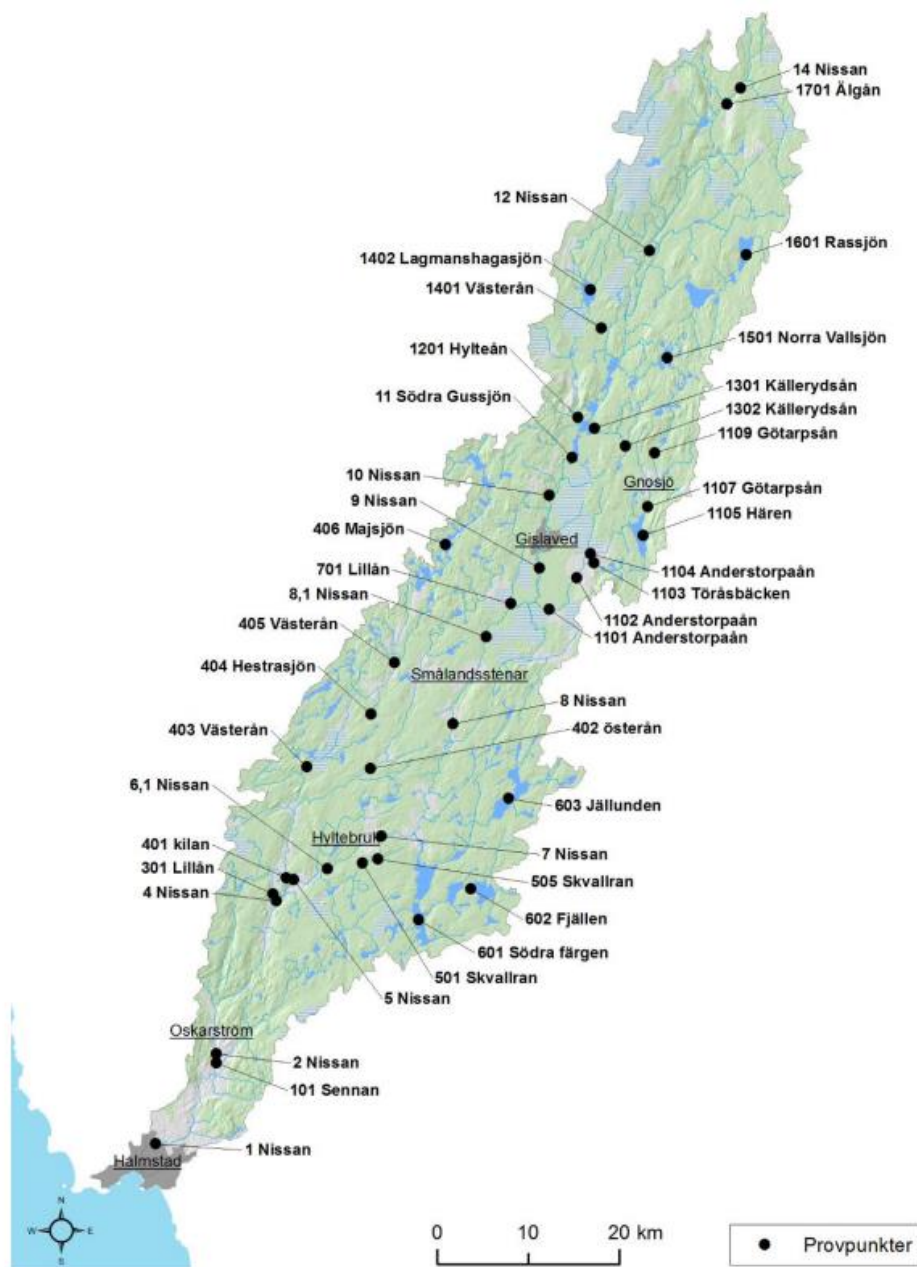 14 Nissan
1701 Älgån
12 Nissan
1601 Rassjön
1402 Lagmanshagasjön
1401 Västerån
1501 Norra Vallsjön
1201 Hylteån
1301 Källerydsån
11 Södra Gussjön
1302 Källerydsån
1109 Götarpsån
10 Nissan
Gnosjö
9 Nissan
1107 Götarpsån
1105 Hären
406 Majsjön
Gislaved
701 Lillån
1104 Anderstorpaån
8,1 Nissan
1103 Töråsbäcken
1102 Anderstorpaån
405 Västerån
1101 Anderstorpaån
404 Hestrasjön
Smålandsstenar
8 Nissan
403 Västerån
402 österån
6,1 Nissan
603 Jällunden
401 kilan
Hyltebruk
7 Nissan
301 Lillån
505 Skvallran
4 Nissan
602 Fjällen
601 Södra färgen
501 Skvallran
5 Nissan
Oskarström
2 Nissan
101 Sennan
1 Nissan
Halmstad
N
W E
S
0 20 km
Provpunkter